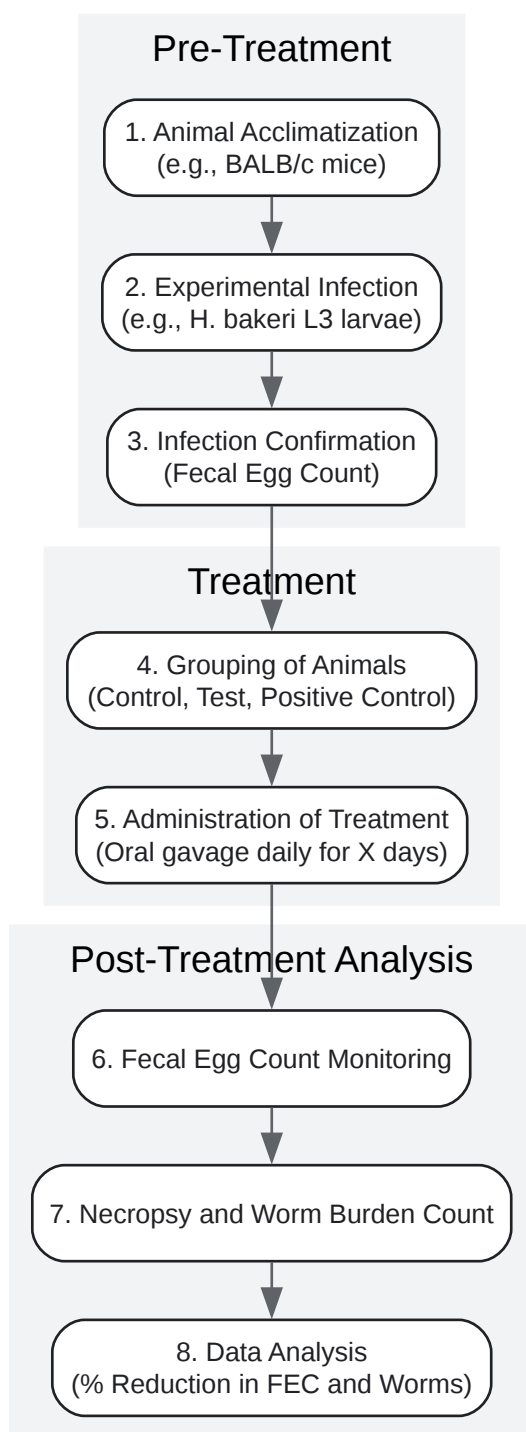 Pre-Treatment
1. Animal Acclimatization
(e.g., BALB/c mice)
2. Experimental Infection
(e.g., H. bakeri L3 larvae)
3. Infection Confirmation
(Fecal Egg Count)
Treatment
4. Grouping of Animals
(Control, Test, Positive Control)
5. Administration of Treatment
(Oral gavage daily for X days)
Post-Treatment Analysis
6. Fecal Egg Count Monitoring
7. Necropsy and Worm Burden Count
8. Data Analysis
(% Reduction in FEC and Worms)